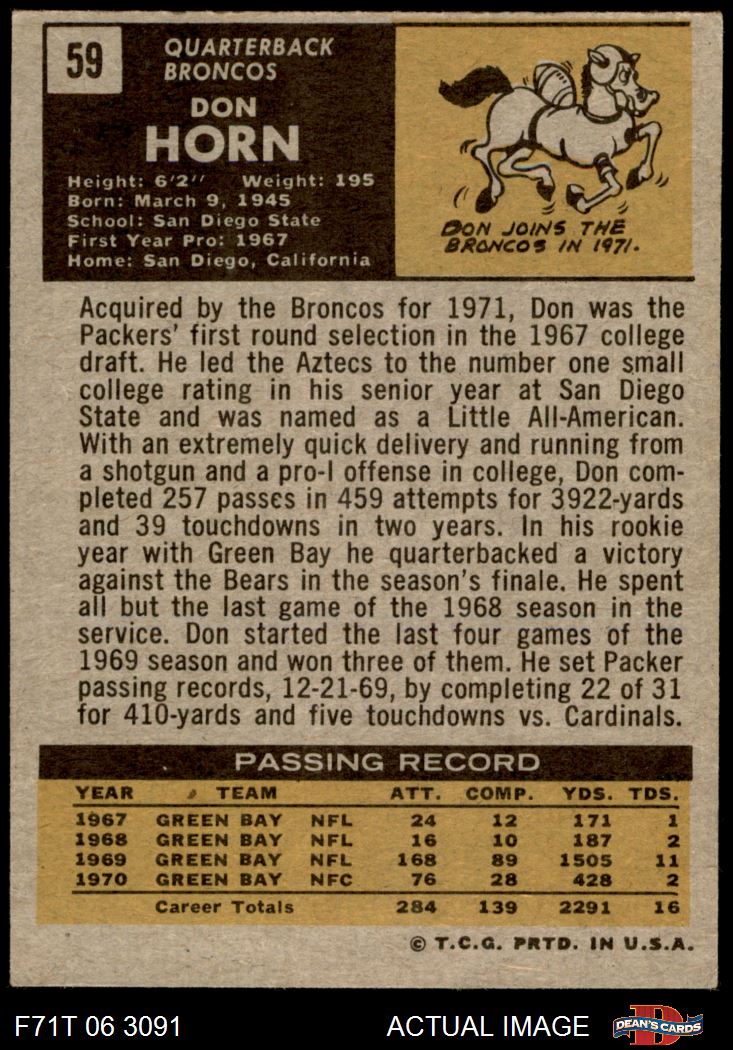 59
QUARTERBACK
BRONCOS
DON
HORN
Height: 6'2" Weight: 195
Born: March 9, 1945
School: San Diego State
First Year Pro: 1967
Home: San Diego, California
DON JOINS THE
BRONCOS IN 1971.
Acquired by the Broncos for 1971, Don was the
Packers' first round selection in the 1967 college
draft. He led the Aztecs to the number one small
college rating in his senior year at San Diego
State and was named as a Little All-American.
With an extremely quick delivery and running from
a shotgun and a pro-I offense in college, Don com-
pleted 257 passes in 459 attempts for 3922-yards
and 39 touchdowns in two years. In his rookie
year with Green Bay he quarterbacked a victory
against the Bears in the season's finale. He spent
all but the last game of the 1968 season in the
service. Don started the last four games of the
1969 season and won three of them. He set Packer
passing records, 12-21-69, by completing 22 of 31
for 410-yards and five touchdowns vs. Cardinals.
PASSING RECORD
YEAR TEAM ATT. COMP. YDS. TDS.
1967 GREEN BAY NFL 24 12 171 1
1968 GREEN BAY NFL 16 10 187 2
1969 GREEN BAY NFL 168 89 1505 11
1970 GREEN BAY NFC 76 28 428 2
Career Totals 284 139 2291 16
© T.C.G. PRTD. IN U.S.A.
F71T 06 3091 ACTUAL IMAGE DEAN'S CARDS